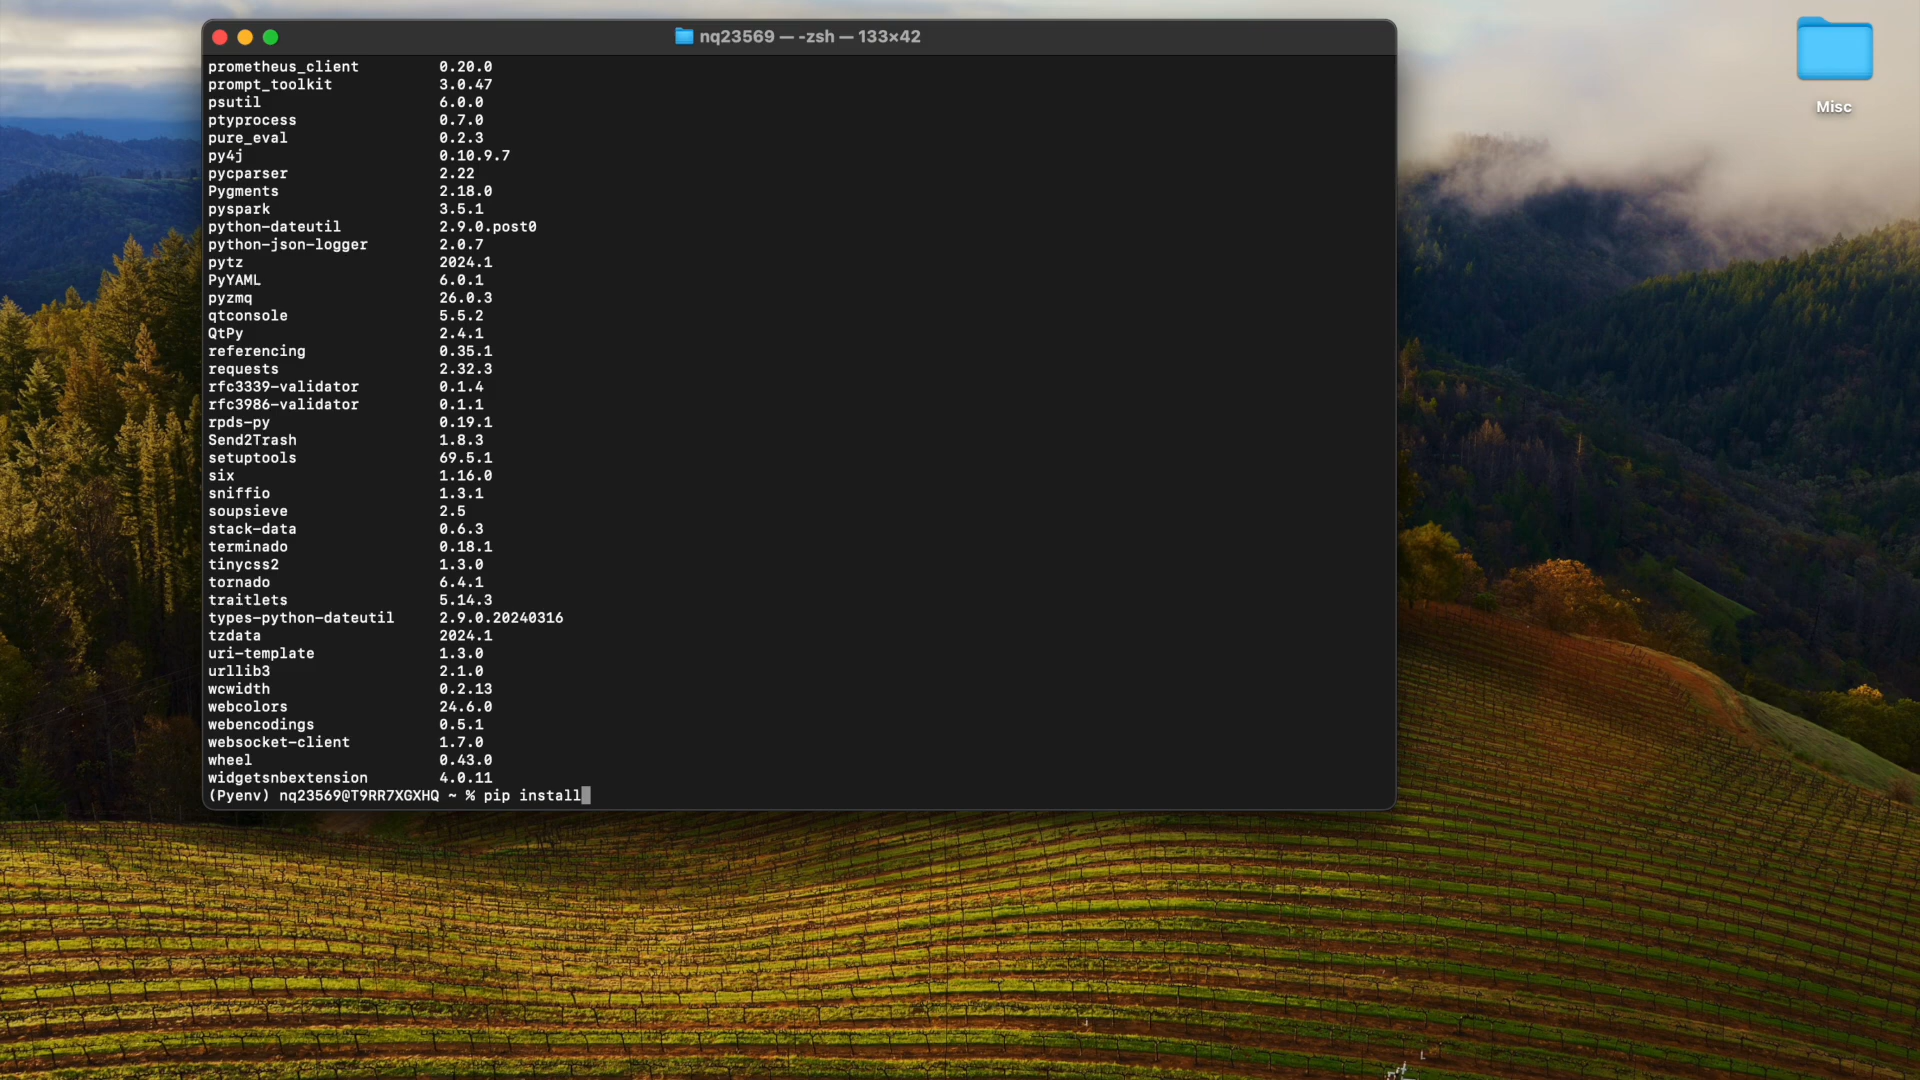 nq23569 — -zsh — 133×42
Misc
prometheus_client 0.20.0
prompt_toolkit 3.0.47
psutil 6.0.0
ptyprocess 0.7.0
pure_eval 0.2.3
py4j 0.10.9.7
pycparser 2.22
Pygments 2.18.0
pyspark 3.5.1
python-dateutil 2.9.0.post0
python-json-logger 2.0.7
pytz 2024.1
PyYAML 6.0.1
pyzmq 26.0.3
qtconsole 5.5.2
QtPy 2.4.1
referencing 0.35.1
requests 2.32.3
rfc3339-validator 0.1.4
rfc3986-validator 0.1.1
rpds-py 0.19.1
Send2Trash 1.8.3
setuptools 69.5.1
six 1.16.0
sniffio 1.3.1
soupsieve 2.5
stack-data 0.6.3
terminado 0.18.1
tinycss2 1.3.0
tornado 6.4.1
traitlets 5.14.3
types-python-dateutil 2.9.0.20240316
tzdata 2024.1
uri-template 1.3.0
urllib3 2.1.0
wcwidth 0.2.13
webcolors 24.6.0
webencodings 0.5.1
websocket-client 1.7.0
wheel 0.43.0
widgetsnbextension 4.0.11
(Pyenv) nq23569@T9RR7XGXHQ ~ % pip install